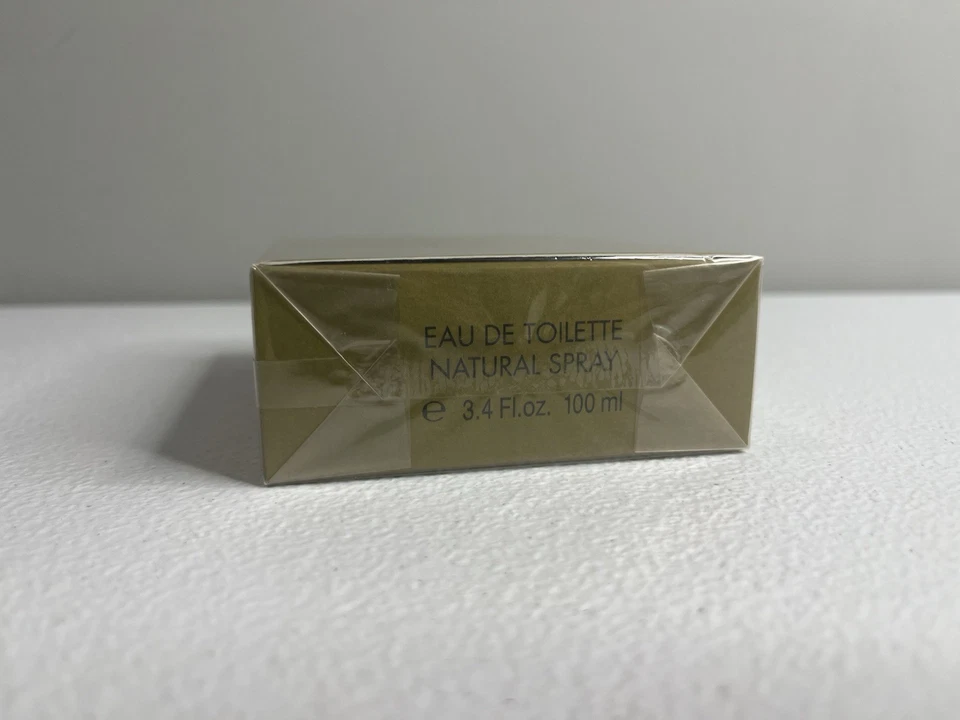 EAU DE TOILETTE
NATURAL SPRAY
℮ 3.4 Fl.oz. 100 ml